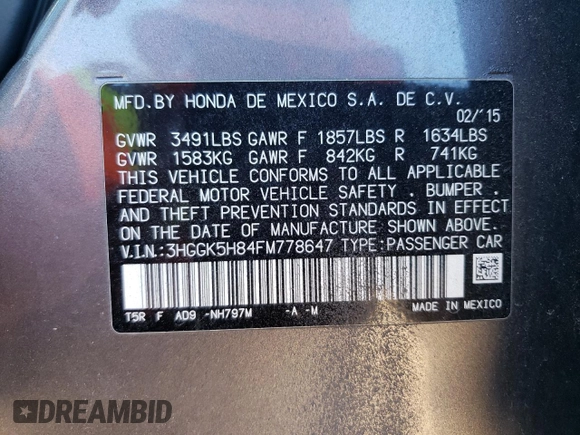 MFD.BY HONDA DE MEXICO S.A. DE C.V.
02/'15
GVWR 3491LBS GAWR F 1857LBS R 1634LBS
GVWR 1583KG GAWR F 842KG R 741KG
THIS VEHICLE CONFORMS TO ALL APPLICABLE
FEDERAL MOTOR VEHICLE SAFETY . BUMPER .
AND THEFT PREVENTION STANDARDS IN EFFECT
ON THE DATE OF MANUFACTURE SHOWN ABOVE.
V.I.N.:3HGGK5H84FM778647 TYPE:PASSENGER CAR
T5R F AD9 -NH797M -A -M
MADE IN MEXICO
DREAMBID